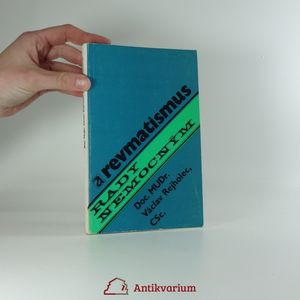 a revmatismus
RADY
NEMOCNÝM
Doc. MUDr.
Václav Rejholec,
CSc.
Antikvarium